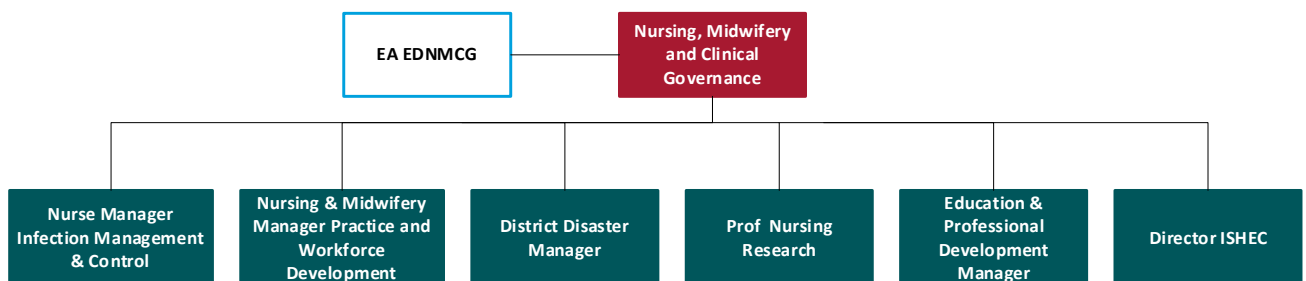 EA EDNMCG
Nursing, Midwifery
and Clinical
Governance
Nurse Manager
Infection Management
& Control
Nursing & Midwifery
Manager Practice and
Workforce
Development
District Disaster
Manager
Prof Nursing
Research
Education &
Professional
Development
Manager
Director ISHEC